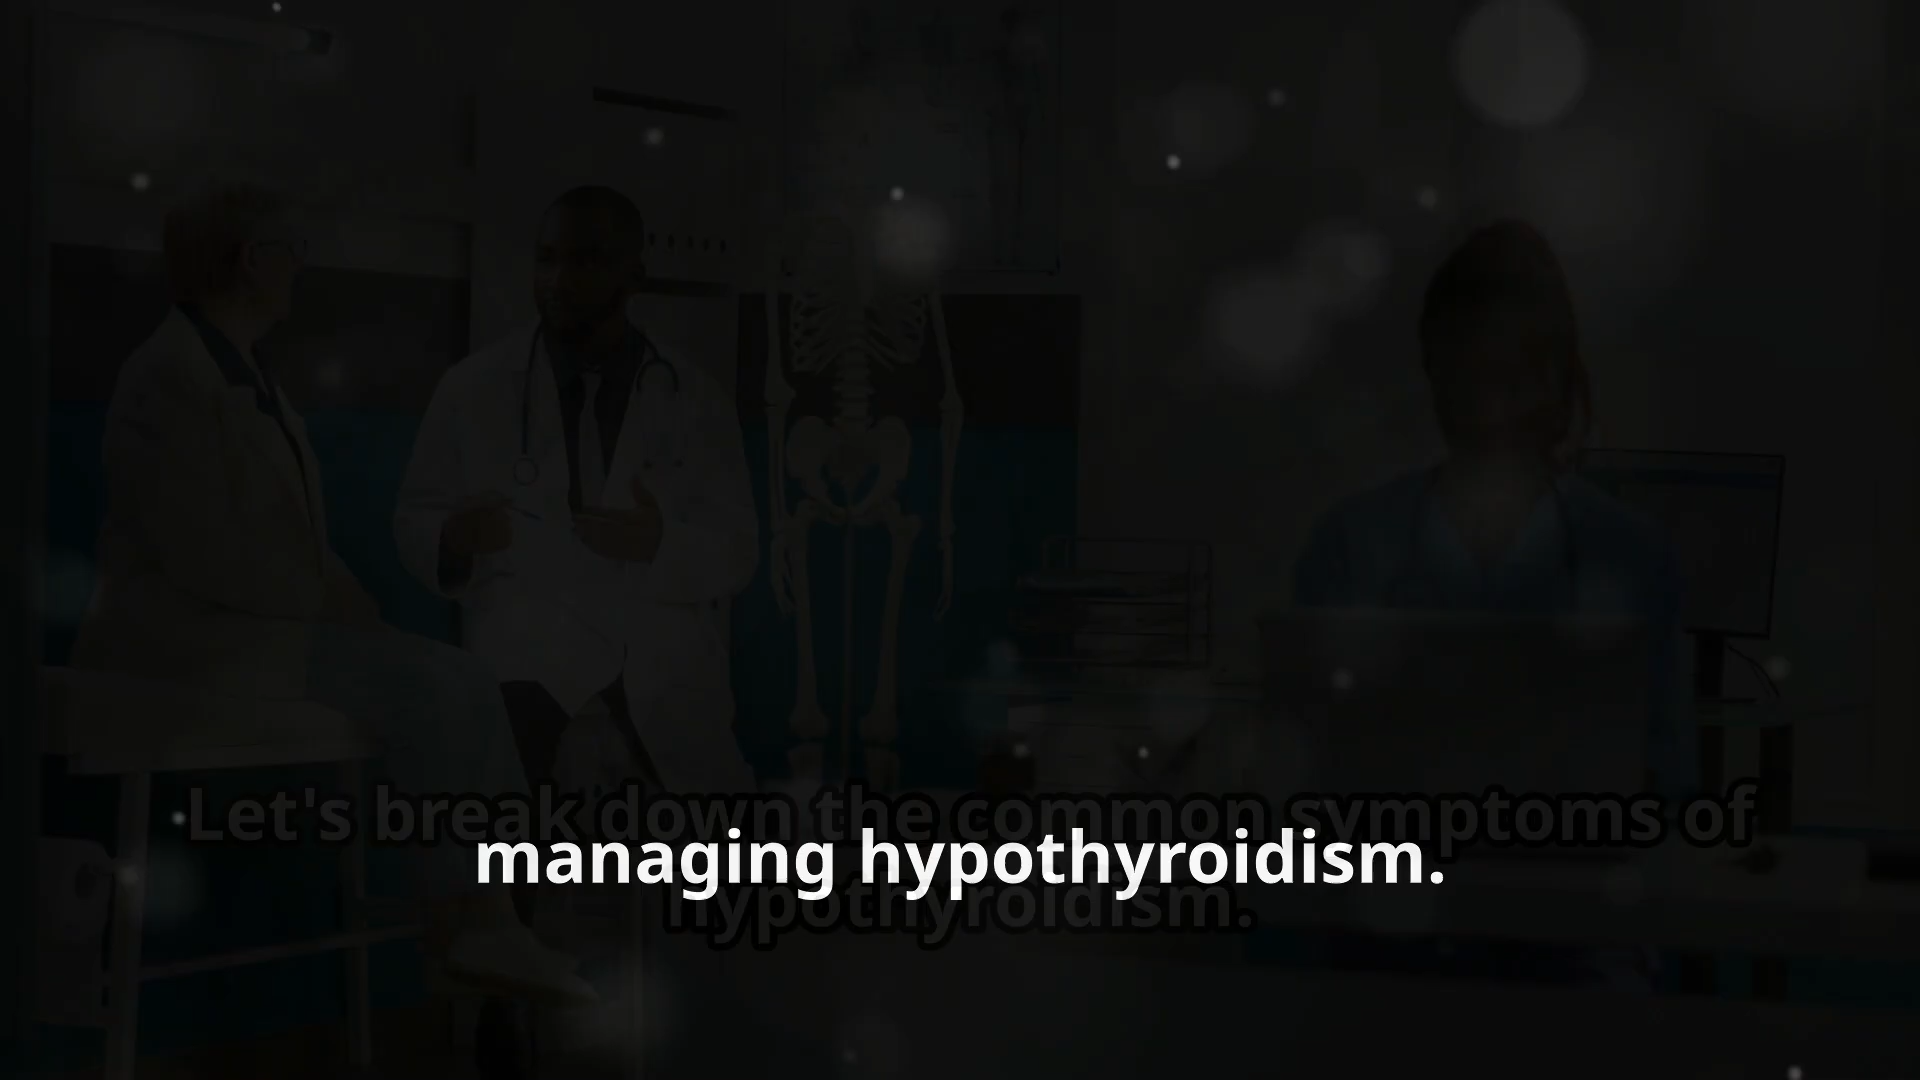 Let's break down the common symptoms of
managing hypothyroidism.
hypothyroidism.